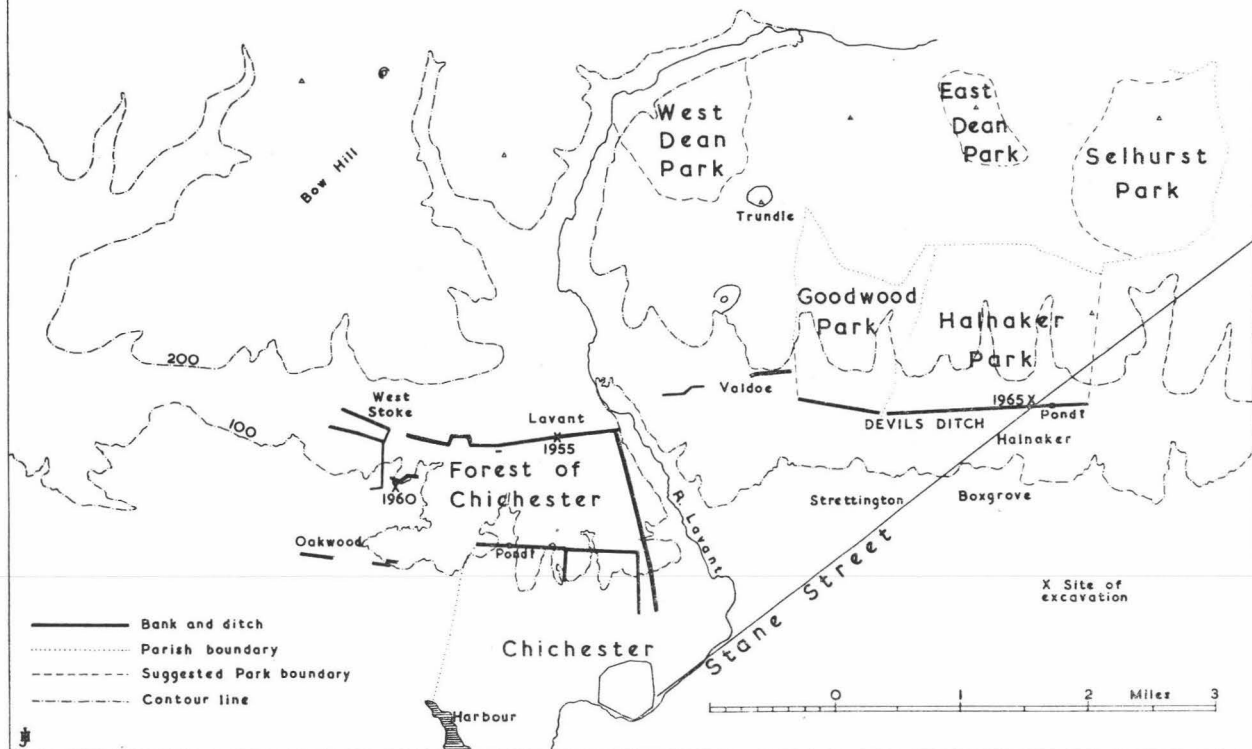 West
Dean
Park
East
Dean
Park
Selhurst
Park
Bow Hill
Trundle
Goodwood
Park
Halnaker
Park
200
Valdoe
1965 X
Pond?
DEVILS DITCH
Halnaker
West
Stoke
100
Lavant
X
1955
Forest of
Chichester
X
1960
R. Lavant
Strettington
Boxgrove
Oakwood
Pond?
Stane Street
X Site of
excavation
Chichester
Harbour
Bank and ditch
Parish boundary
Suggested Park boundary
Contour line
0 1 2 Miles 3